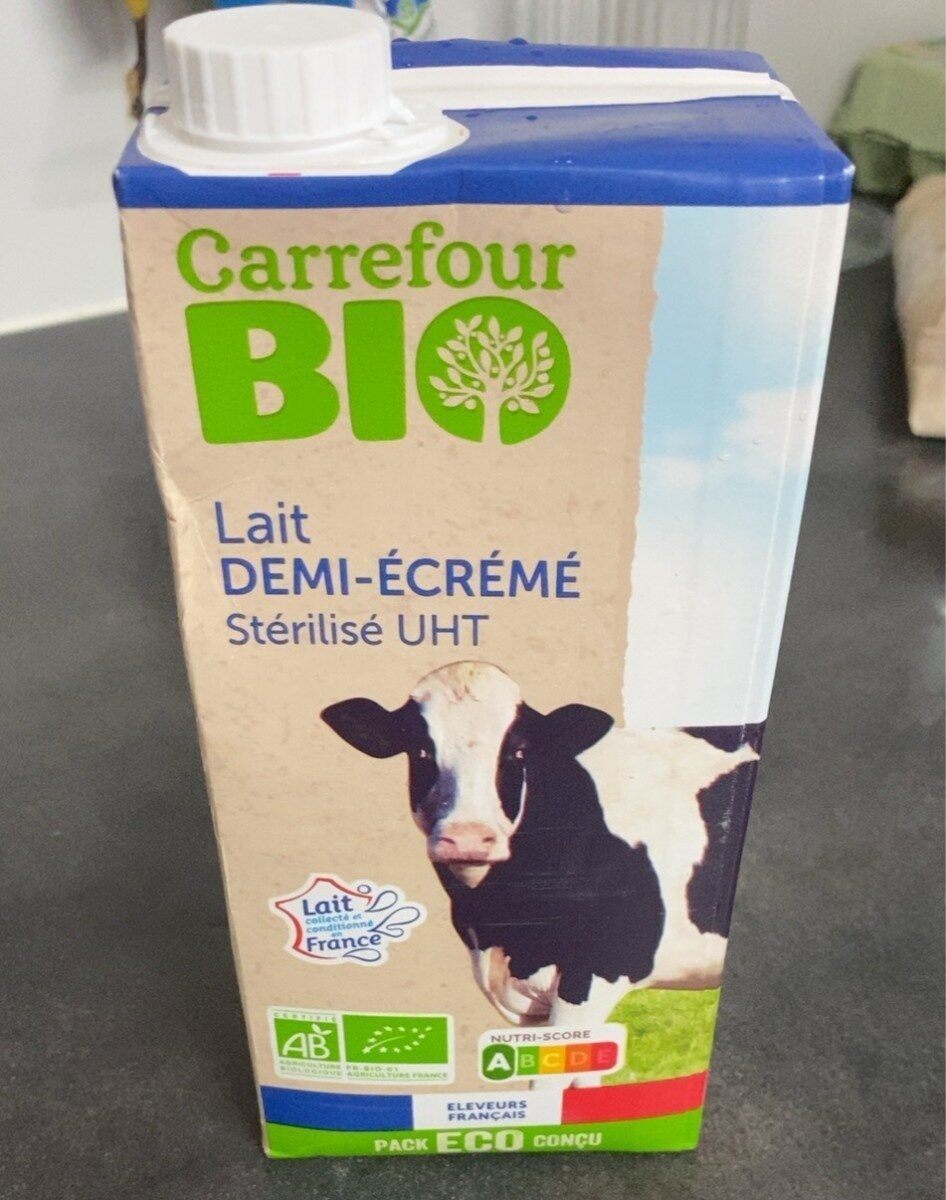 Carrefour
BIO
Lait
DEMI-ÉCRÉMÉ
Stérilisé UHT
Lait
collecté et
conditionné
en
France
CERTIFIÉ
AB
AGRICULTURE
BIOLOGIQUE
FR-BIO-01
AGRICULTURE FRANCE
NUTRI-SCORE
A B C D E
ELEVEURS
FRANÇAIS
PACK ECO CONÇU